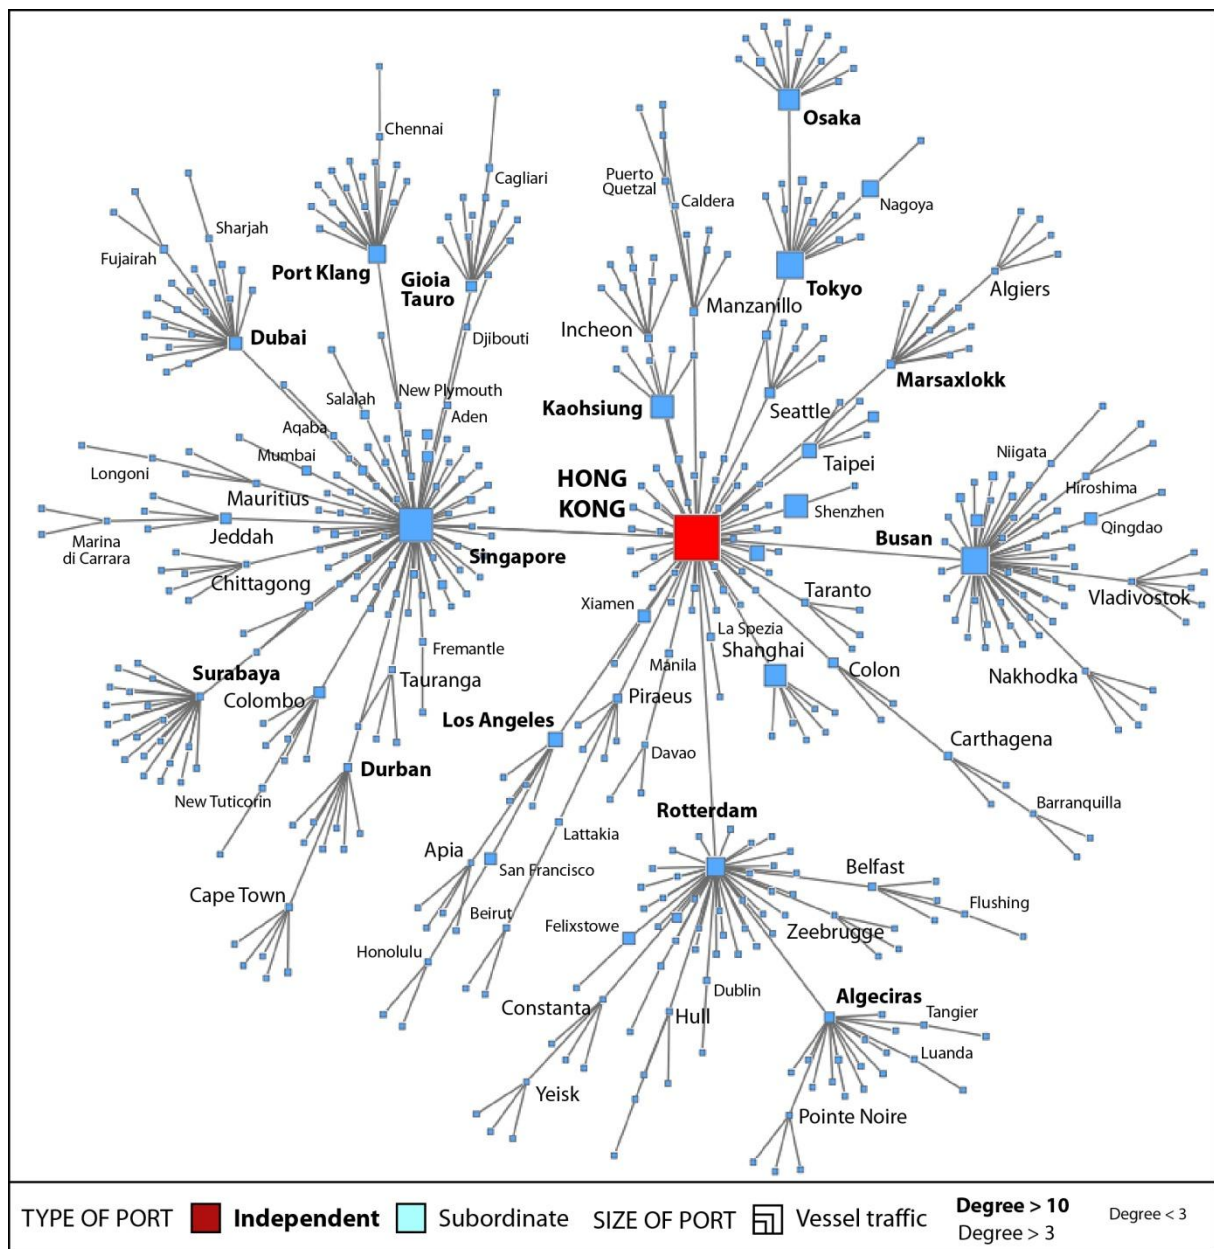 Osaka
Chennai
Puerto
Quetzal
Cagliari
Caldera
Nagoya
Sharjah
Fujairah
Port Klang
Gioia
Tauro
Tokyo
Algiers
Manzanillo
Incheon
Dubai
Djibouti
Marsaxlokk
New Plymouth
Salalah
Aden
Kaohsiung
Seattle
Aqaba
Mumbai
Taipei
Niigata
Longoni
HONG
KONG
Hiroshima
Mauritius
Shenzhen
Qingdao
Jeddah
Marina
di Carrara
Busan
Singapore
Chittagong
Taranto
Vladivostok
Xiamen
La Spezia
Fremantle
Shanghai
Manila
Colon
Nakhodka
Surabaya
Tauranga
Colombo
Piraeus
Los Angeles
Carthagena
Davao
Durban
New Tuticorin
Barranquilla
Rotterdam
Lattakia
Apia
San Francisco
Belfast
Cape Town
Flushing
Beirut
Felixstowe
Zeebrugge
Honolulu
Dublin
Algeciras
Constanta
Hull
Tangier
Luanda
Yeisk
Pointe Noire
TYPE OF PORT Independent Subordinate SIZE OF PORT Vessel traffic
Degree > 10
Degree > 3
Degree < 3